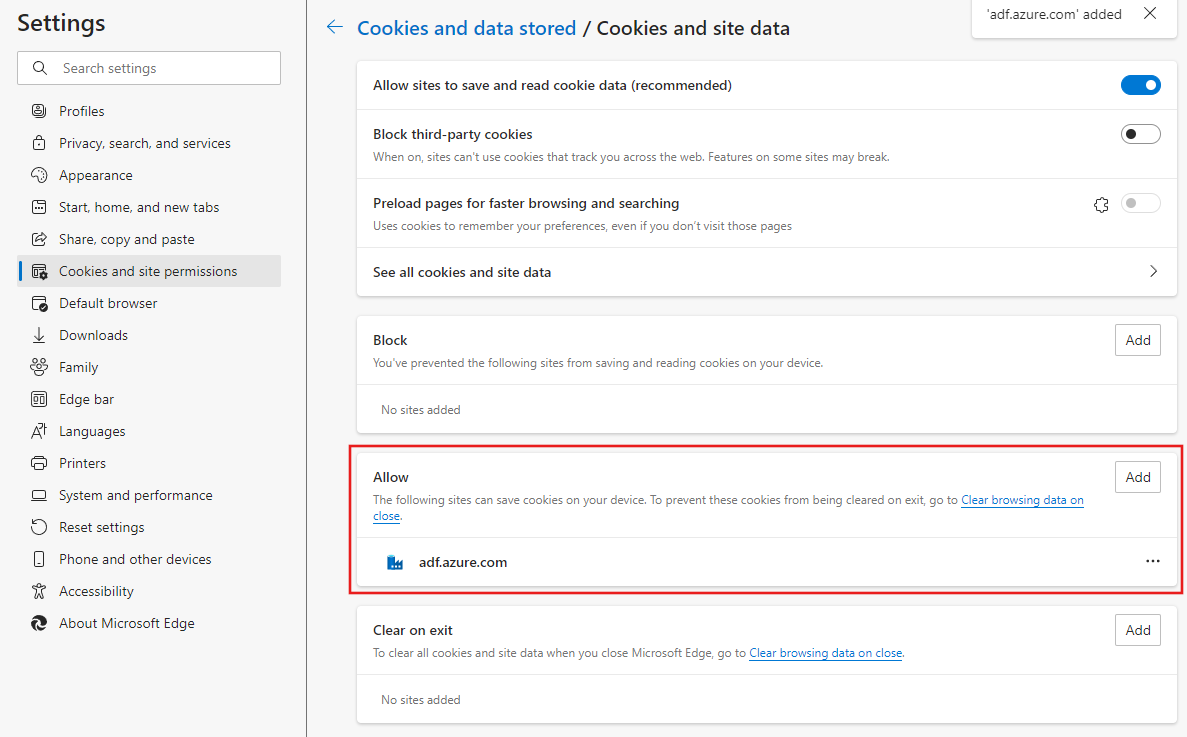 Settings
Search settings
Profiles
Privacy, search, and services
Appearance
Start, home, and new tabs
Share, copy and paste
Cookies and site permissions
Default browser
Downloads
Family
Edge bar
Languages
Printers
System and performance
Reset settings
Phone and other devices
Accessibility
About Microsoft Edge
Cookies and data stored / Cookies and site data
'adf.azure.com' added
Allow sites to save and read cookie data (recommended)
Block third-party cookies
When on, sites can't use cookies that track you across the web. Features on some sites may break.
Preload pages for faster browsing and searching
Uses cookies to remember your preferences, even if you don't visit those pages
See all cookies and site data
Block
Add
You've prevented the following sites from saving and reading cookies on your device.
No sites added
Allow
Add
The following sites can save cookies on your device. To prevent these cookies from being cleared on exit, go to Clear browsing data on
close.
adf.azure.com
Clear on exit
Add
To clear all cookies and site data when you close Microsoft Edge, go to Clear browsing data on close.
No sites added